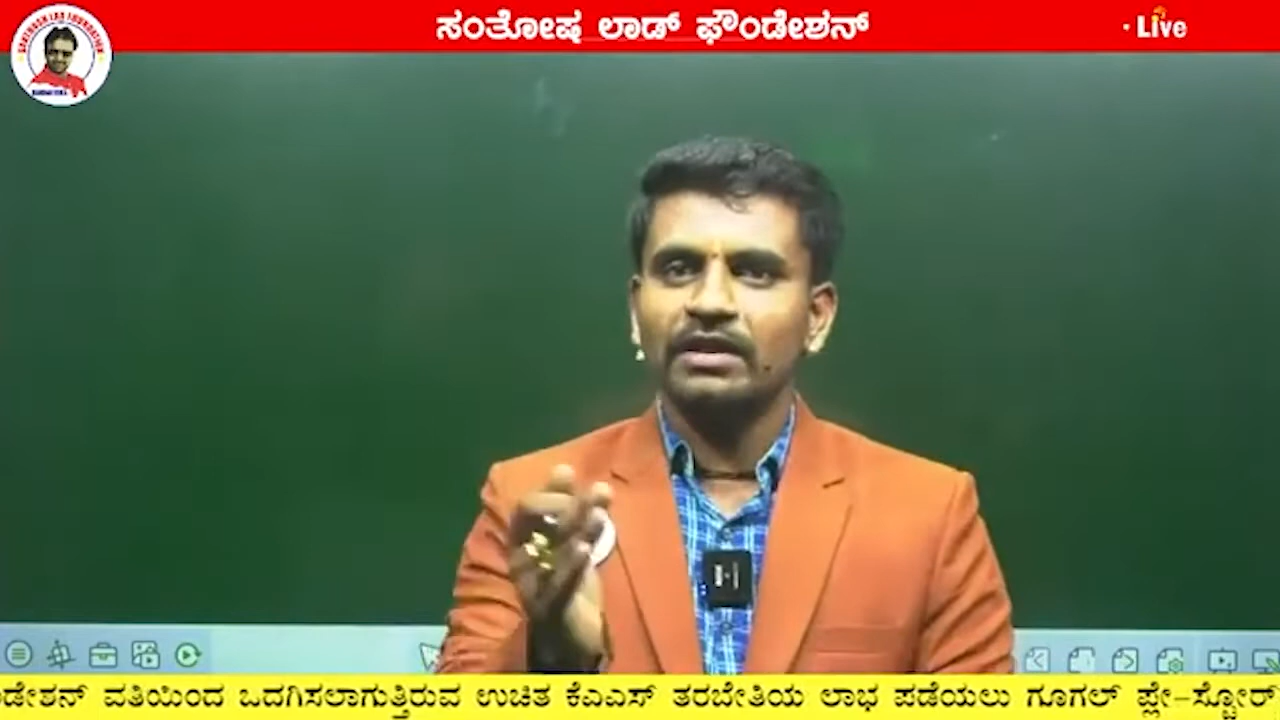 ಸಂತೋಷ ಲಾಡ್ ಫೌಂಡೇಶನ್
Live
ಡೇಶನ್ ವತಿಯಿಂದ ಒದಗಿಸಲಾಗುತ್ತಿರುವ ಉಚಿತ ಕೆಎಎಸ್ ತರಬೇತಿಯ ಲಾಭ ಪಡೆಯಲು ಗೂಗಲ್ ಪ್ಲೇ-ಸ್ಟೋರ್